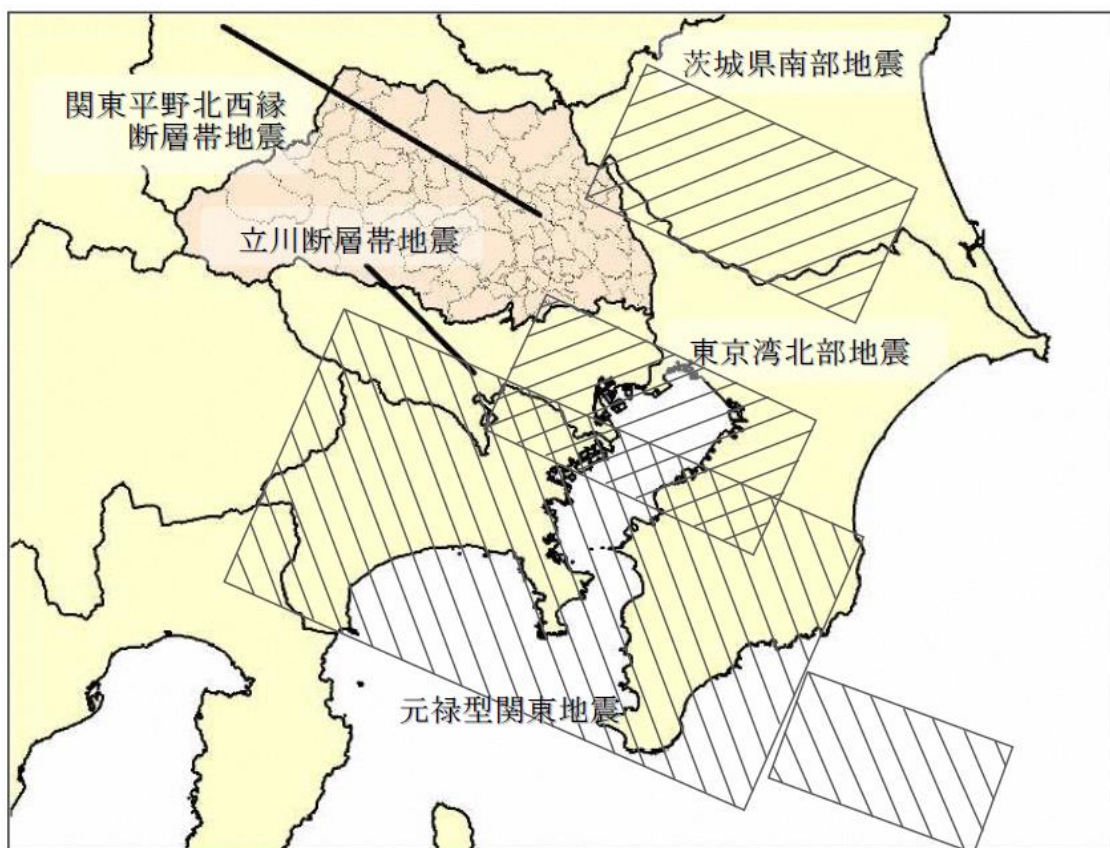 茨城県南部地震
関東平野北西縁
断層帯地震
立川断層帯地震
東京湾北部地震
元禄型関東地震